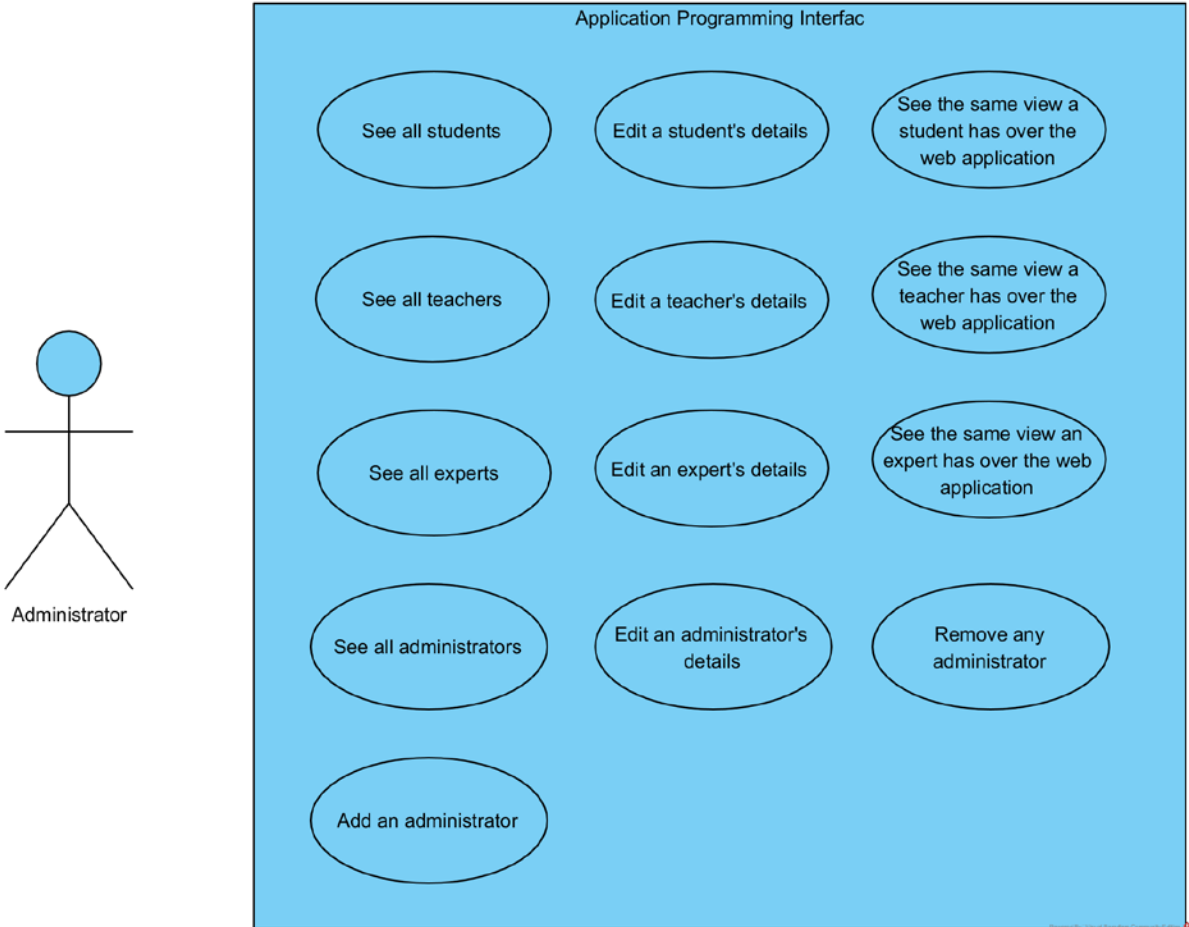 Application Programming Interfac
See all students
Edit a student's details
See the same view a
student has over the
web application
See all teachers
Edit a teacher's details
See the same view a
teacher has over the
web application
See all experts
Edit an expert's details
See the same view an
expert has over the web
application
Administrator
See all administrators
Edit an administrator's
details
Remove any
administrator
Add an administrator